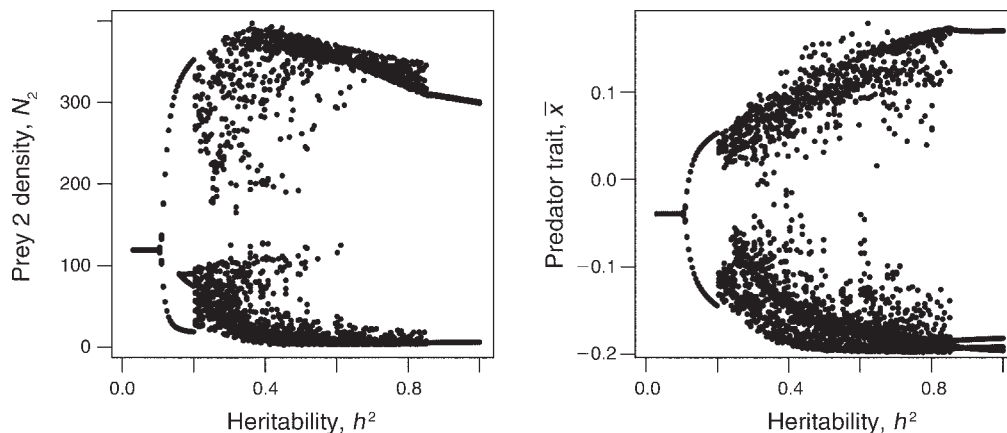 Prey 2 density, N₂
300
200
100
0
0.0 0.4 0.8
Heritability, h²
Predator trait, x̅
0.1
0.0
−0.1
−0.2
0.0 0.4 0.8
Heritability, h²